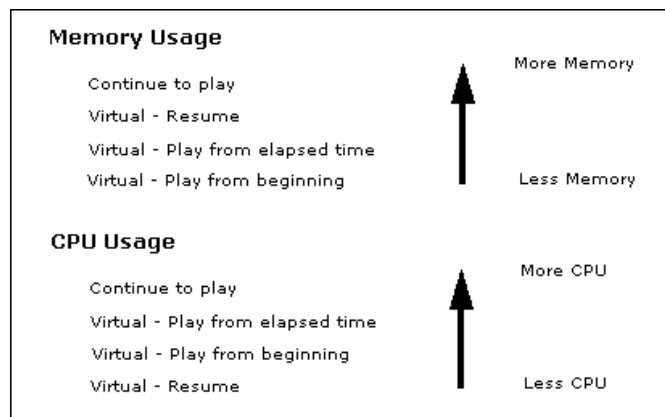 Memory Usage
More Memory
Continue to play
Virtual - Resume
Virtual - Play from elapsed time
Virtual - Play from beginning
Less Memory
CPU Usage
More CPU
Continue to play
Virtual - Play from elapsed time
Virtual - Play from beginning
Virtual - Resume
Less CPU